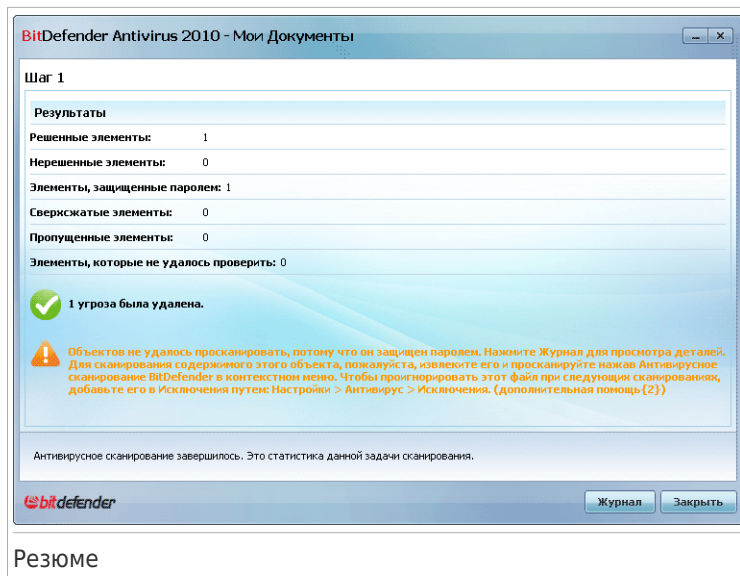 BitDefender Antivirus 2010 - Мои Документы
Шаг 1
Результаты
Решенные элементы: 1
Нерешенные элементы: 0
Элементы, защищенные паролем: 1
Сверхсжатые элементы: 0
Пропущенные элементы: 0
Элементы, которые не удалось проверить: 0
1 угроза была удалена.
Объектов не удалось просканировать, потому что он защищен паролем. Нажмите Журнал для просмотра деталей.
Для сканирования содержимого этого объекта, пожалуйста, извлеките его и просканируйте нажав Антивирусное
сканирование BitDefender в контекстном меню. Чтобы проигнорировать этот файл при следующих сканированиях,
добавьте его в Исключения путем: Настройки > Антивирус > Исключения. (дополнительная помощь{2})
Антивирусное сканирование завершилось. Это статистика данной задачи сканирования.
bitdefender
Журнал
Закрыть
Резюме